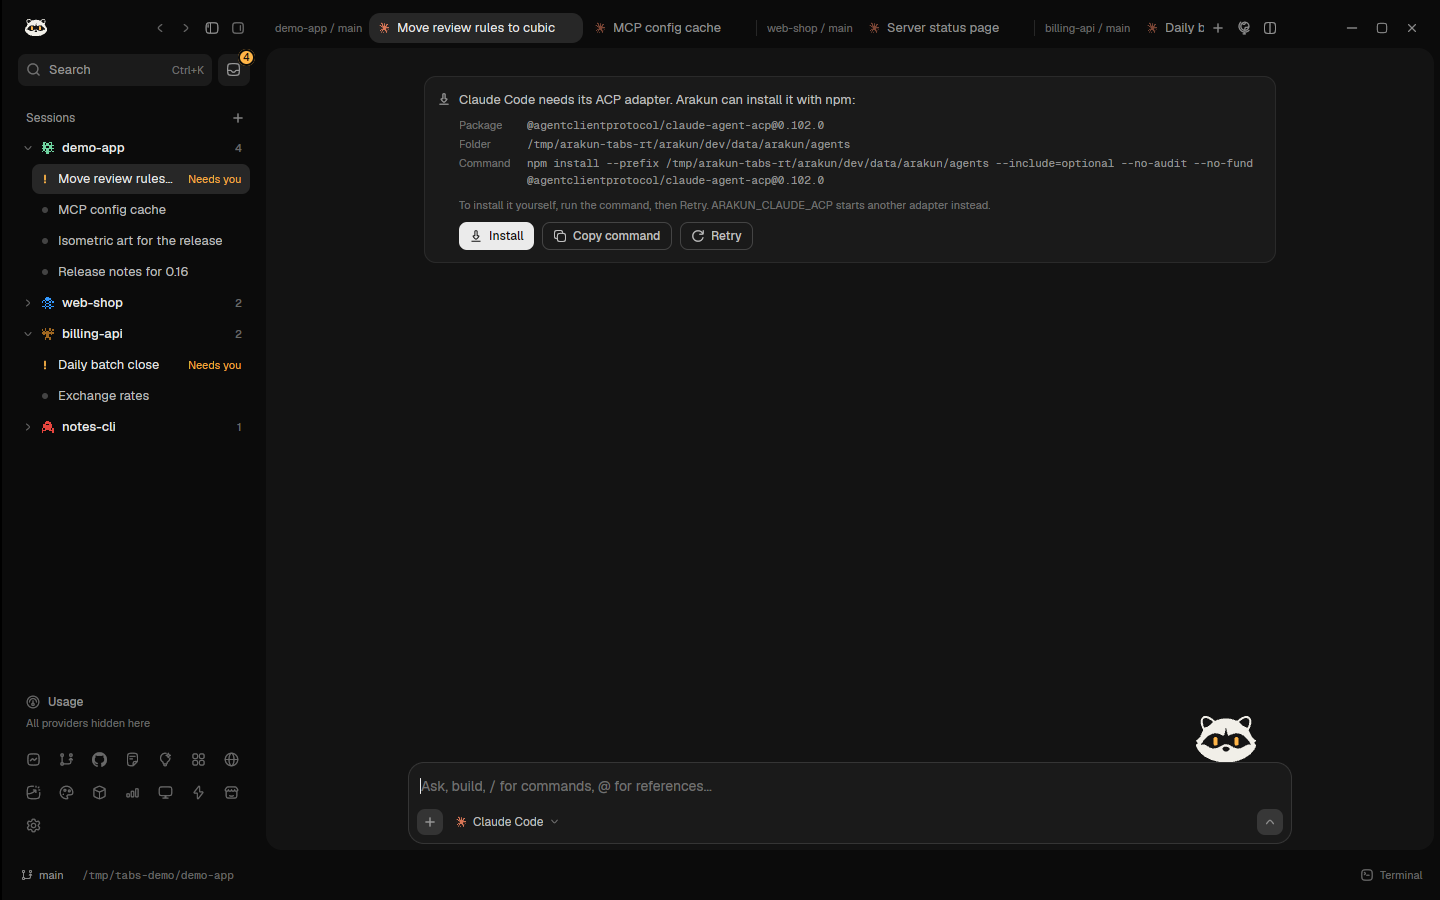 demo-app / main
Move review rules to cubic
MCP config cache
web-shop / main
Server status page
billing-api / main
Daily b
Search
Ctrl+K
4
Sessions
demo-app
4
! Move review rules... Needs you
MCP config cache
Isometric art for the release
Release notes for 0.16
web-shop
2
billing-api
2
! Daily batch close Needs you
Exchange rates
notes-cli
1
Usage
All providers hidden here
main
/tmp/tabs-demo/demo-app
Claude Code needs its ACP adapter. Arakun can install it with npm:
Package @agentclientprotocol/claude-agent-acp@0.102.0
Folder /tmp/arakun-tabs-rt/arakun/dev/data/arakun/agents
Command npm install --prefix /tmp/arakun-tabs-rt/arakun/dev/data/arakun/agents --include=optional --no-audit --no-fund
@agentclientprotocol/claude-agent-acp@0.102.0
To install it yourself, run the command, then Retry. ARAKUN_CLAUDE_ACP starts another adapter instead.
Install
Copy command
Retry
Ask, build, / for commands, @ for references...
Claude Code
Terminal